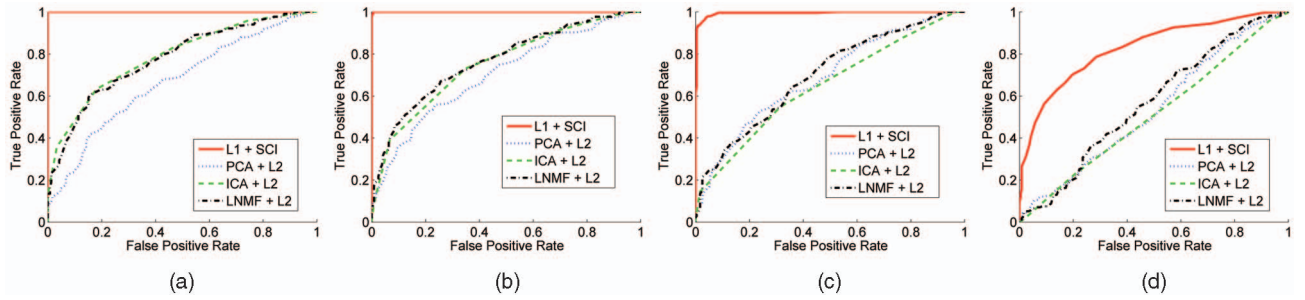 True Positive Rate
1
0.8
0.6
0.4
0.2
0
0 0.2 0.4 0.6 0.8 1
False Positive Rate
L1 + SCI
PCA + L2
ICA + L2
LNMF + L2
(a)
True Positive Rate
1
0.8
0.6
0.4
0.2
0
0 0.2 0.4 0.6 0.8 1
False Positive Rate
L1 + SCI
PCA + L2
ICA + L2
LNMF + L2
(b)
True Positive Rate
1
0.8
0.6
0.4
0.2
0
0 0.2 0.4 0.6 0.8 1
False Positive Rate
L1 + SCI
PCA + L2
ICA + L2
LNMF + L2
(c)
True Positive Rate
1
0.8
0.6
0.4
0.2
0
0 0.2 0.4 0.6 0.8 1
False Positive Rate
L1 + SCI
PCA + L2
ICA + L2
LNMF + L2
(d)